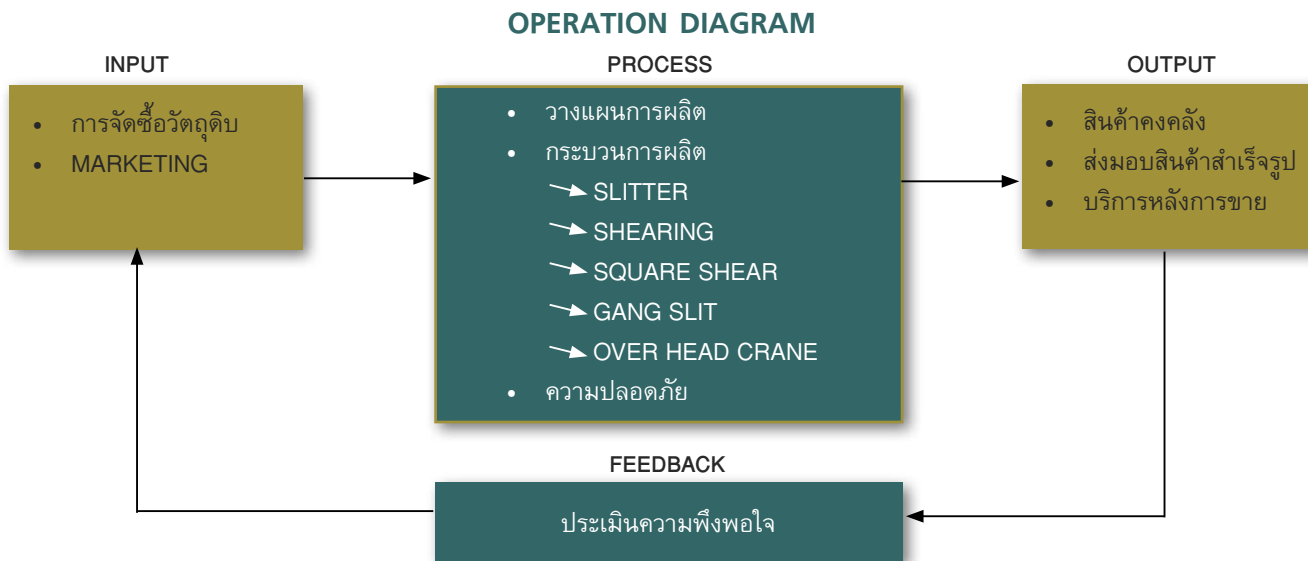 OPERATION DIAGRAM
INPUT
การจัดซื้อวัตถุดิบ
MARKETING
PROCESS
วางแผนการผลิต
กระบวนการผลิต
SLITTER
SHEARING
SQUARE SHEAR
GANG SLIT
OVER HEAD CRANE
ความปลอดภัย
OUTPUT
สินค้าคงคลัง
ส่งมอบสินค้าสำเร็จรูป
บริการหลังการขาย
FEEDBACK
ประเมินความพึงพอใจ